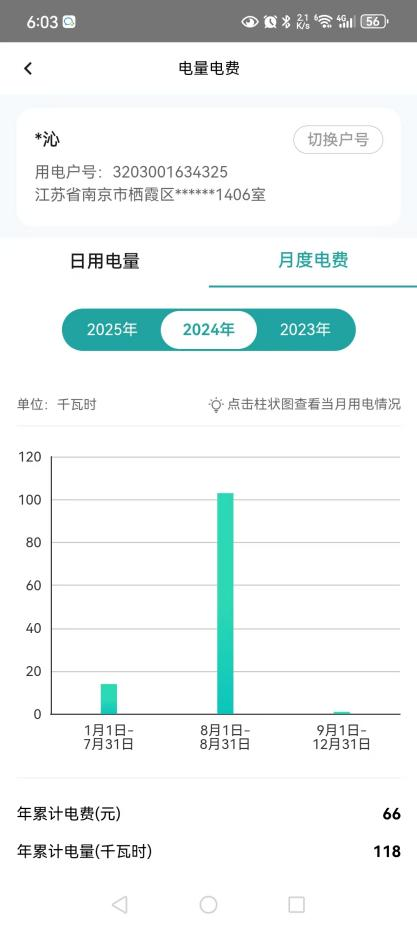 6:03 2.1 K/s 6 4G 56
电量电费
*沁 切换户号
用电户号：3203001634325
江苏省南京市栖霞区******1406室
日用电量 月度电费
2025年 2024年 2023年
单位：千瓦时 点击柱状图查看当月用电情况
120
100
80
60
40
20
0
1月1日- 8月1日- 9月1日-
7月31日 8月31日 12月31日
年累计电费(元) 66
年累计电量(千瓦时) 118